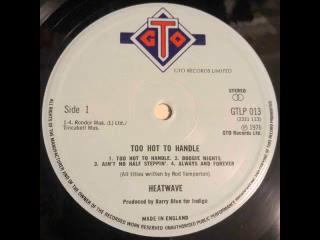 GTO
GTO RECORDS LIMITED
Side 1
STEREO
1-4. Rondor Mus. (L) Ltd./
Tincabell Mus.
GTLP 013
(2321 113)
℗ 1976
GTO Records Ltd.
TOO HOT TO HANDLE
1. TOO HOT TO HANDLE. 2. BOOGIE NIGHTS
3. AIN'T NO HALF STEPPIN'. 4. ALWAYS AND FOREVER
(All titles written by Rod Temperton)
HEATWAVE
Produced by Barry Blue for Indigo
MADE IN ENGLAND
ALL RIGHTS OF THE MANUFACTURER AND OF THE OWNER OF THE RECORDED WORK RESERVED UNAUTHORISED PUBLIC PERFORMANCE